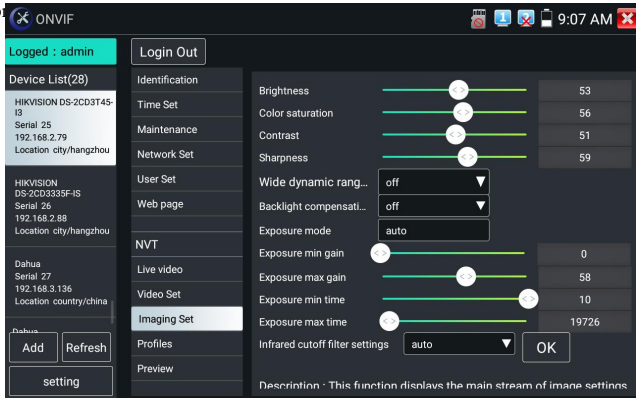 ONVIF
9:07 AM
Logged : admin
Login Out
Device List(28)
HIKVISION DS-2CD3T45-
I3
Serial 25
192.168.2.79
Location city/hangzhou
HIKVISION
DS-2CD3335F-IS
Serial 26
192.168.2.88
Location city/hangzhou
Dahua
Serial 27
192.168.3.136
Location country/china
Dahua
Add
Refresh
setting
Identification
Time Set
Maintenance
Network Set
User Set
Web page
NVT
Live video
Video Set
Imaging Set
Profiles
Preview
Brightness 53
Color saturation 56
Contrast 51
Sharpness 59
Wide dynamic rang... off
Backlight compensati... off
Exposure mode auto
Exposure min gain 0
Exposure max gain 58
Exposure min time 10
Exposure max time 19726
Infrared cutoff filter settings auto OK
Description : This function displays the main stream of image settings